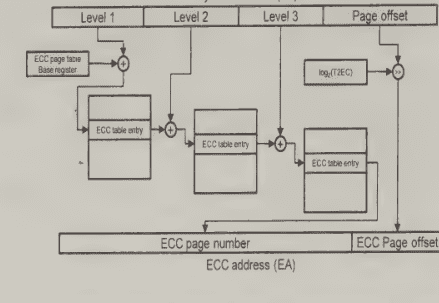 Level 1 Level 2 Level 3 Page offset
ECC page table
Base register
log₂(T2EC)
>>
+
ECC table entry
+
ECC table entry
+
ECC table entry
ECC page number ECC Page offset
ECC address (EA)